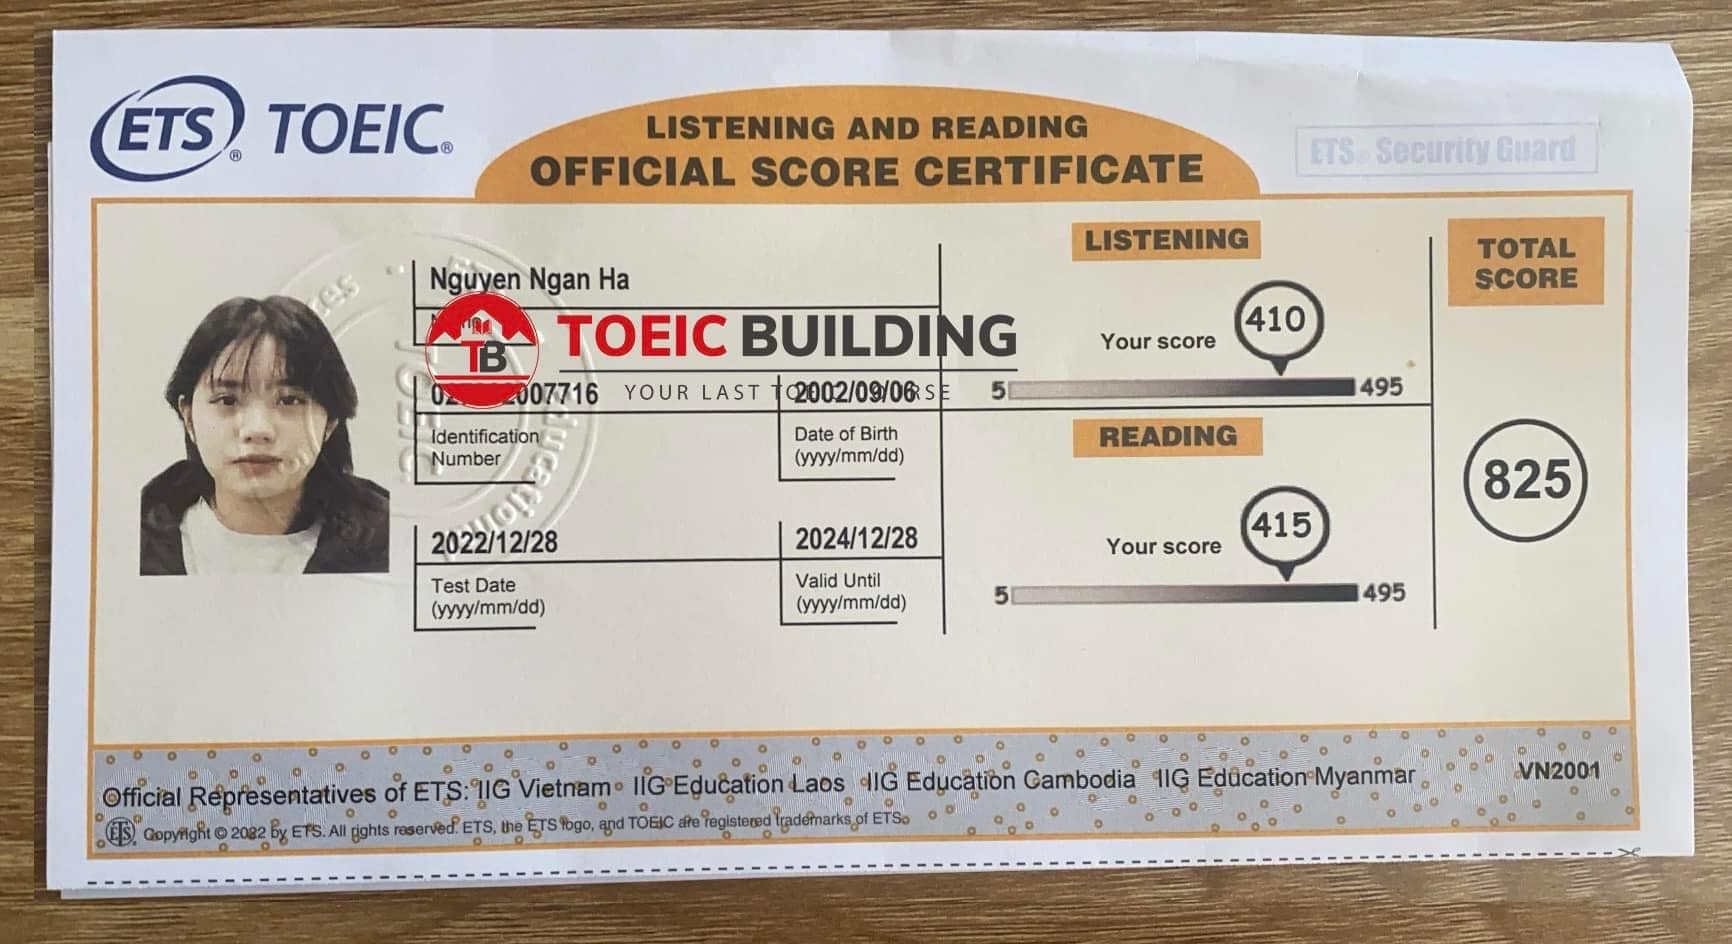 ETS® TOEIC®
LISTENING AND READING
OFFICIAL SCORE CERTIFICATE
ETS® Security Guard
Nguyen Ngan Ha
TB
TOEIC BUILDING
YOUR LAST
007716
2002/09/06
Identification
Number
Date of Birth
(yyyy/mm/dd)
2022/12/28
2024/12/28
Test Date
(yyyy/mm/dd)
Valid Until
(yyyy/mm/dd)
LISTENING
Your score
410
5
495
READING
Your score
415
5
495
TOTAL
SCORE
825
Official Representatives of ETS: IIG Vietnam IIG Education Laos IIG Education Cambodia IIG Education Myanmar
VN2001
ETS® Copyright © 2022 by ETS. All rights reserved. ETS, the ETS logo, and TOEIC are registered trademarks of ETS.